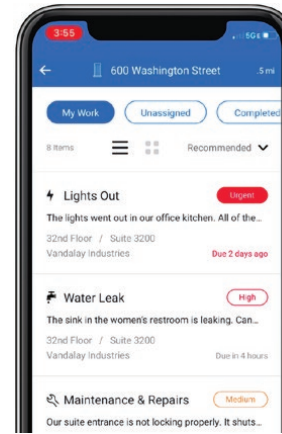 3:55
5G
600 Washington Street .5 mi
My Work Unassigned Completed
8 Items Recommended
Lights Out Urgent
The lights went out in our office kitchen. All of the...
32nd Floor / Suite 3200
Vandalay Industries Due 2 days ago
Water Leak High
The sink in the women's restroom is leaking. Can...
32nd Floor / Suite 3200
Vandalay Industries Due in 4 hours
Maintenance & Repairs Medium
Our suite entrance is not locking properly. It shuts...